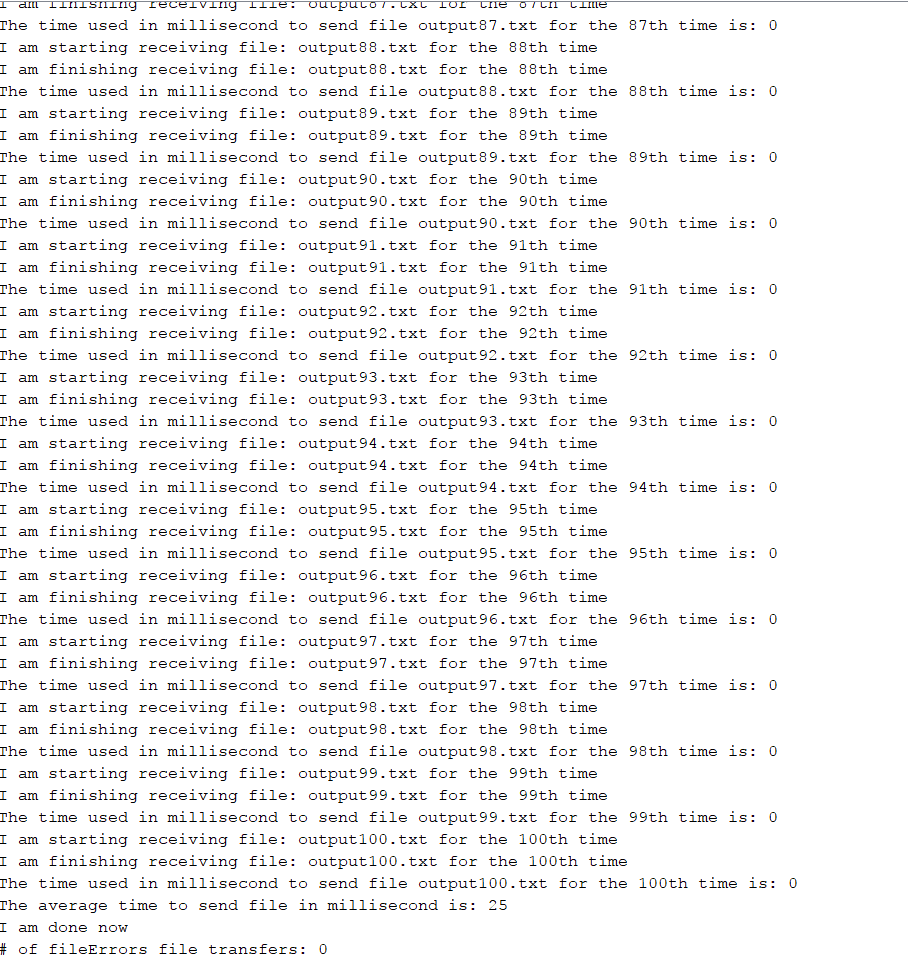 I am finishing receiving file: output87.txt for the 87th time
The time used in millisecond to send file output87.txt for the 87th time is: 0
I am starting receiving file: output88.txt for the 88th time
I am finishing receiving file: output88.txt for the 88th time
The time used in millisecond to send file output88.txt for the 88th time is: 0
I am starting receiving file: output89.txt for the 89th time
I am finishing receiving file: output89.txt for the 89th time
The time used in millisecond to send file output89.txt for the 89th time is: 0
I am starting receiving file: output90.txt for the 90th time
I am finishing receiving file: output90.txt for the 90th time
The time used in millisecond to send file output90.txt for the 90th time is: 0
I am starting receiving file: output91.txt for the 91th time
I am finishing receiving file: output91.txt for the 91th time
The time used in millisecond to send file output91.txt for the 91th time is: 0
I am starting receiving file: output92.txt for the 92th time
I am finishing receiving file: output92.txt for the 92th time
The time used in millisecond to send file output92.txt for the 92th time is: 0
I am starting receiving file: output93.txt for the 93th time
I am finishing receiving file: output93.txt for the 93th time
The time used in millisecond to send file output93.txt for the 93th time is: 0
I am starting receiving file: output94.txt for the 94th time
I am finishing receiving file: output94.txt for the 94th time
The time used in millisecond to send file output94.txt for the 94th time is: 0
I am starting receiving file: output95.txt for the 95th time
I am finishing receiving file: output95.txt for the 95th time
The time used in millisecond to send file output95.txt for the 95th time is: 0
I am starting receiving file: output96.txt for the 96th time
I am finishing receiving file: output96.txt for the 96th time
The time used in millisecond to send file output96.txt for the 96th time is: 0
I am starting receiving file: output97.txt for the 97th time
I am finishing receiving file: output97.txt for the 97th time
The time used in millisecond to send file output97.txt for the 97th time is: 0
I am starting receiving file: output98.txt for the 98th time
I am finishing receiving file: output98.txt for the 98th time
The time used in millisecond to send file output98.txt for the 98th time is: 0
I am starting receiving file: output99.txt for the 99th time
I am finishing receiving file: output99.txt for the 99th time
The time used in millisecond to send file output99.txt for the 99th time is: 0
I am starting receiving file: output100.txt for the 100th time
I am finishing receiving file: output100.txt for the 100th time
The time used in millisecond to send file output100.txt for the 100th time is: 0
The average time to send file in millisecond is: 25
I am done now
# of fileErrors file transfers: 0